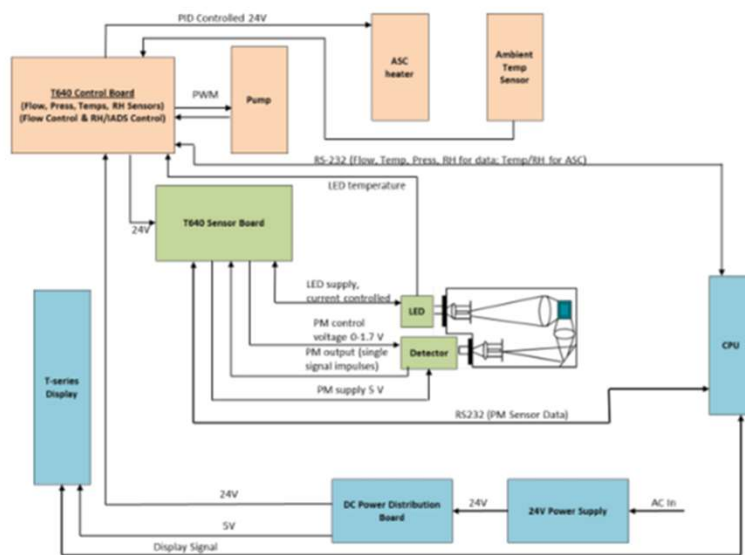 PID Controlled 24V
T640 Control Board
(Flow, Press, Temps, RH Sensors)
(Flow Control & RH/IADS Control)
PWM
Pump
ASC
heater
Ambient
Temp
Sensor
RS-232 (Flow, Temp, Press, RH for data; Temp/RH for ASC)
LED temperature
24V
T640 Sensor Board
LED supply,
current controlled
LED
PM control
voltage 0-1.7 V
PM output (single
signal impulses)
Detector
PM supply 5 V
CPU
T-series
Display
RS232 (PM Sensor Data)
24V
DC Power Distribution
Board
24V
24V Power Supply
AC In
5V
Display Signal